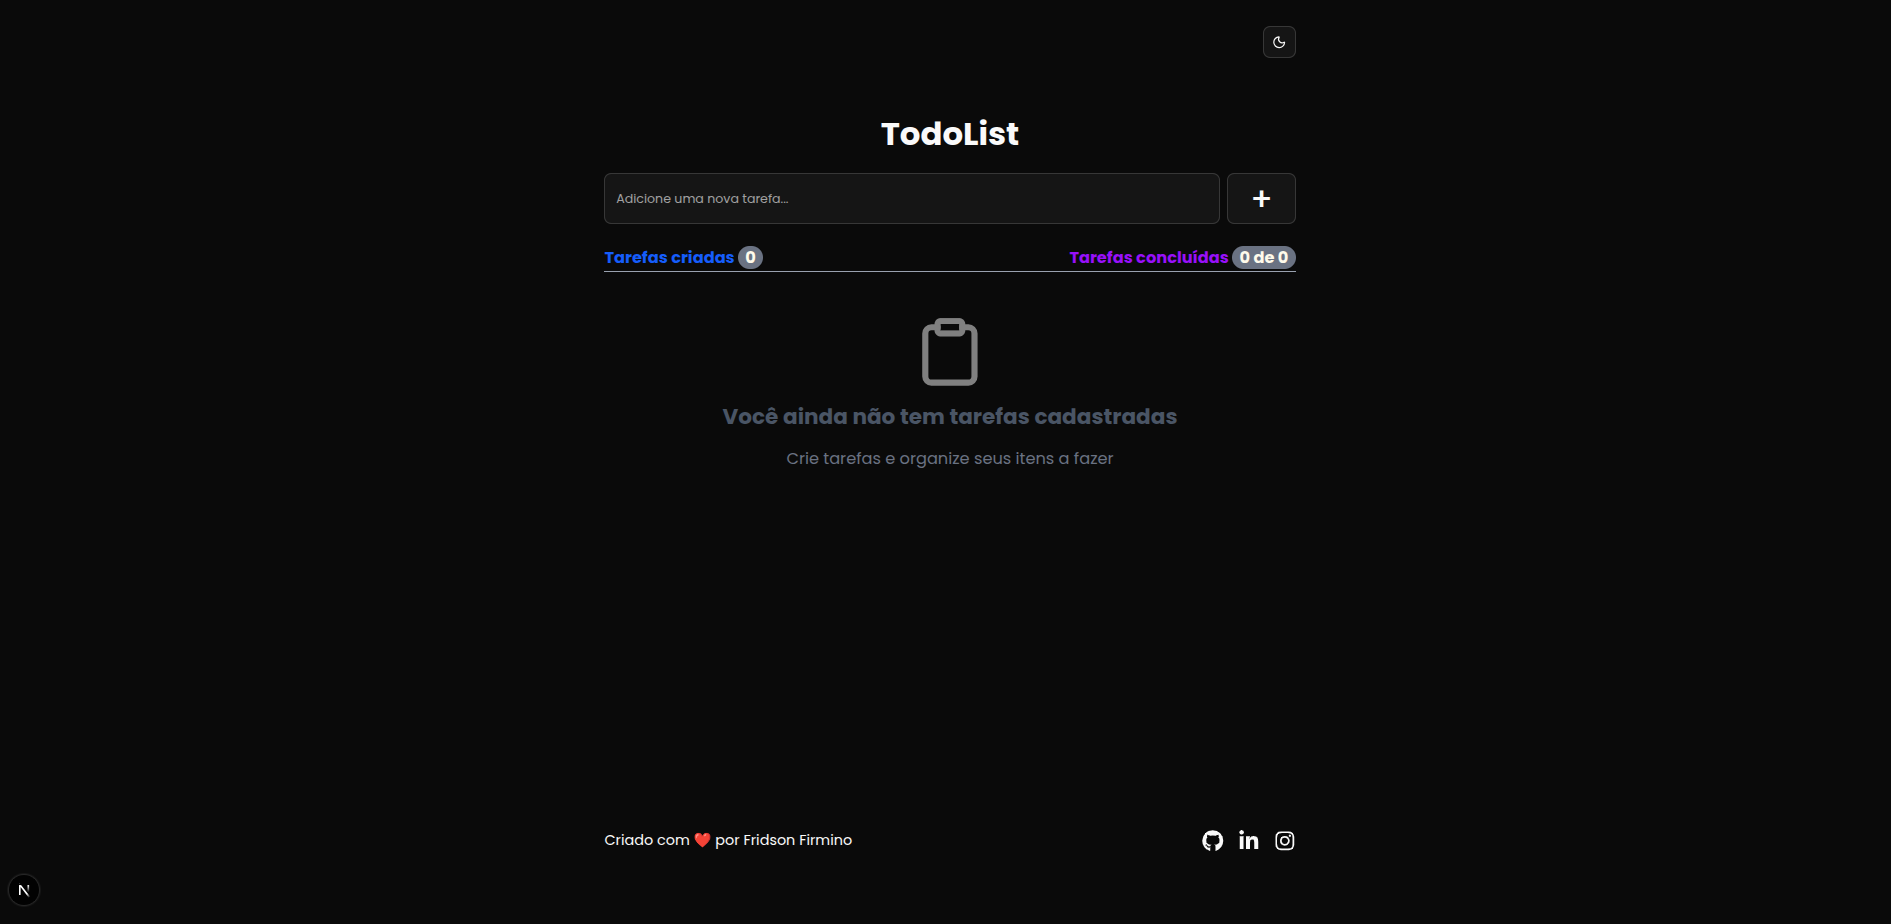 TodoList
Adicione uma nova tarefa...
Tarefas criadas 0
Tarefas concluídas 0 de 0
Você ainda não tem tarefas cadastradas
Crie tarefas e organize seus itens a fazer
Criado com ❤️ por Fridson Firmino
in
N